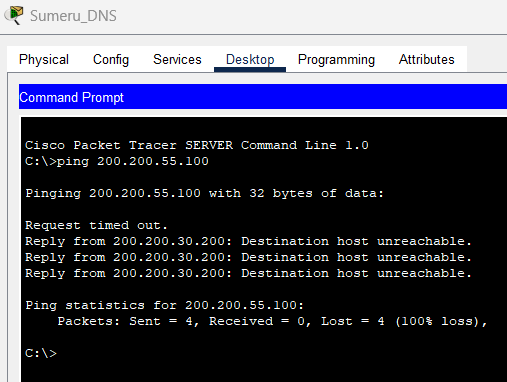 Sumeru_DNS
Physical Config Services Desktop Programming Attributes
Command Prompt
Cisco Packet Tracer SERVER Command Line 1.0
C:\>ping 200.200.55.100
Pinging 200.200.55.100 with 32 bytes of data:
Request timed out.
Reply from 200.200.30.200: Destination host unreachable.
Reply from 200.200.30.200: Destination host unreachable.
Reply from 200.200.30.200: Destination host unreachable.
Ping statistics for 200.200.55.100:
    Packets: Sent = 4, Received = 0, Lost = 4 (100% loss),
C:\>